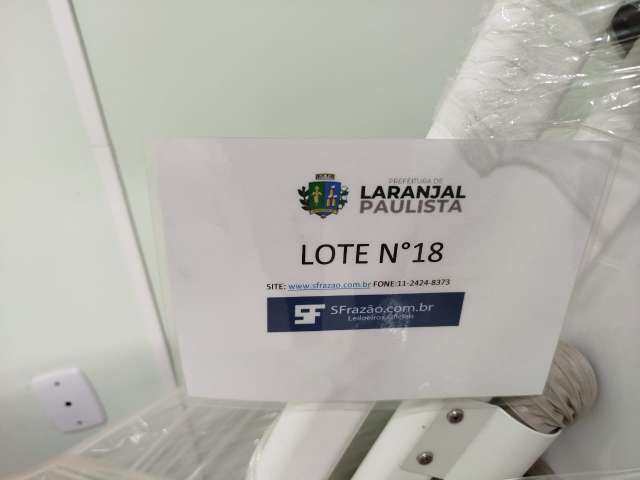 PREFEITURA DE
LARANJAL
PAULISTA
LOTE N°18
SITE: www.sfrazao.com.br FONE:11-2424-8373
SF SFrazão.com.br
Leiloeiros Oficiais